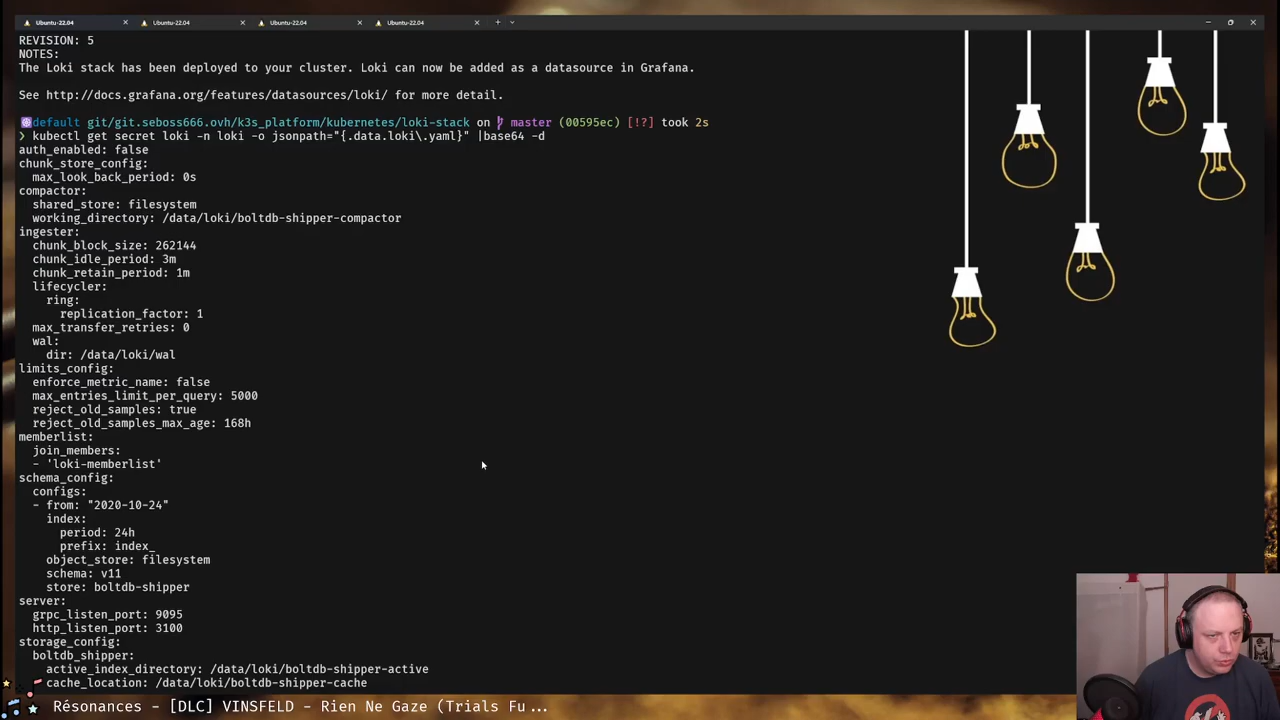 Ubuntu-22.04
Ubuntu-22.04
Ubuntu-22.04
Ubuntu-22.04
REVISION: 5
NOTES:
The Loki stack has been deployed to your cluster. Loki can now be added as a datasource in Grafana.
See http://docs.grafana.org/features/datasources/loki/ for more detail.
default git/git.seboss666.ovh/k3s_platform/kubernetes/loki-stack on master (00595ec) [!?] took 2s
❯ kubectl get secret loki -n loki -o jsonpath="{.data.loki\.yaml}" |base64 -d
auth_enabled: false
chunk_store_config:
  max_look_back_period: 0s
compactor:
  shared_store: filesystem
  working_directory: /data/loki/boltdb-shipper-compactor
ingester:
  chunk_block_size: 262144
  chunk_idle_period: 3m
  chunk_retain_period: 1m
  lifecycler:
    ring:
      replication_factor: 1
  max_transfer_retries: 0
  wal:
    dir: /data/loki/wal
limits_config:
  enforce_metric_name: false
  max_entries_limit_per_query: 5000
  reject_old_samples: true
  reject_old_samples_max_age: 168h
memberlist:
  join_members:
  - 'loki-memberlist'
schema_config:
  configs:
  - from: "2020-10-24"
    index:
      period: 24h
      prefix: index_
    object_store: filesystem
    schema: v11
    store: boltdb-shipper
server:
  grpc_listen_port: 9095
  http_listen_port: 3100
storage_config:
  boltdb_shipper:
    active_index_directory: /data/loki/boltdb-shipper-active
    cache_location: /data/loki/boltdb-shipper-cache
Résonances - [DLC] VINSFELD - Rien Ne Gaze (Trials Fu ...